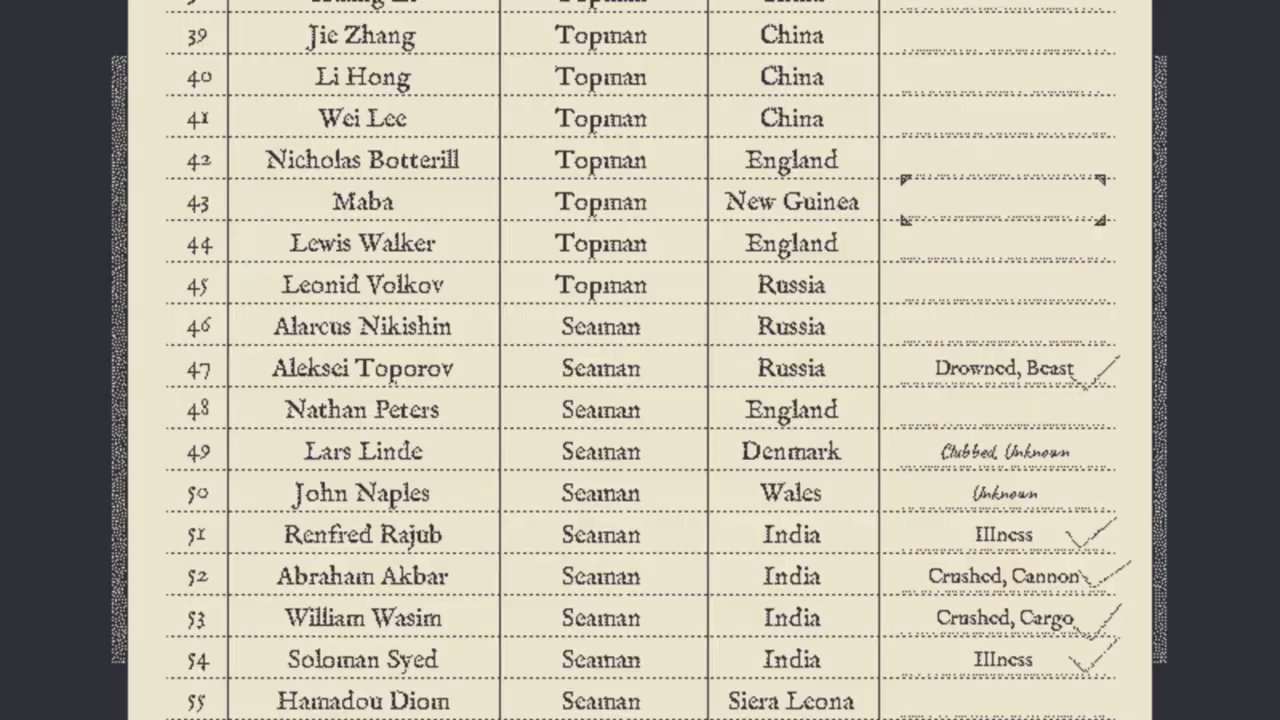 39 Jie Zhang Topman China
40 Li Hong Topman China
41 Wei Lee Topman China
42 Nicholas Botterill Topman England
43 Maba Topman New Guinea
44 Lewis Walker Topman England
45 Leonid Volkov Topman Russia
46 Alarcus Nikishin Seaman Russia
47 Aleksei Toporov Seaman Russia Drowned, Beast
48 Nathan Peters Seaman England
49 Lars Linde Seaman Denmark Clubbed, Unknown
50 John Naples Seaman Wales Unknown
51 Renfred Rajub Seaman India Illness
52 Abraham Akbar Seaman India Crushed, Cannon
53 William Wasim Seaman India Crushed, Cargo
54 Soloman Syed Seaman India Illness
55 Hamadou Diom Seaman Siera Leona